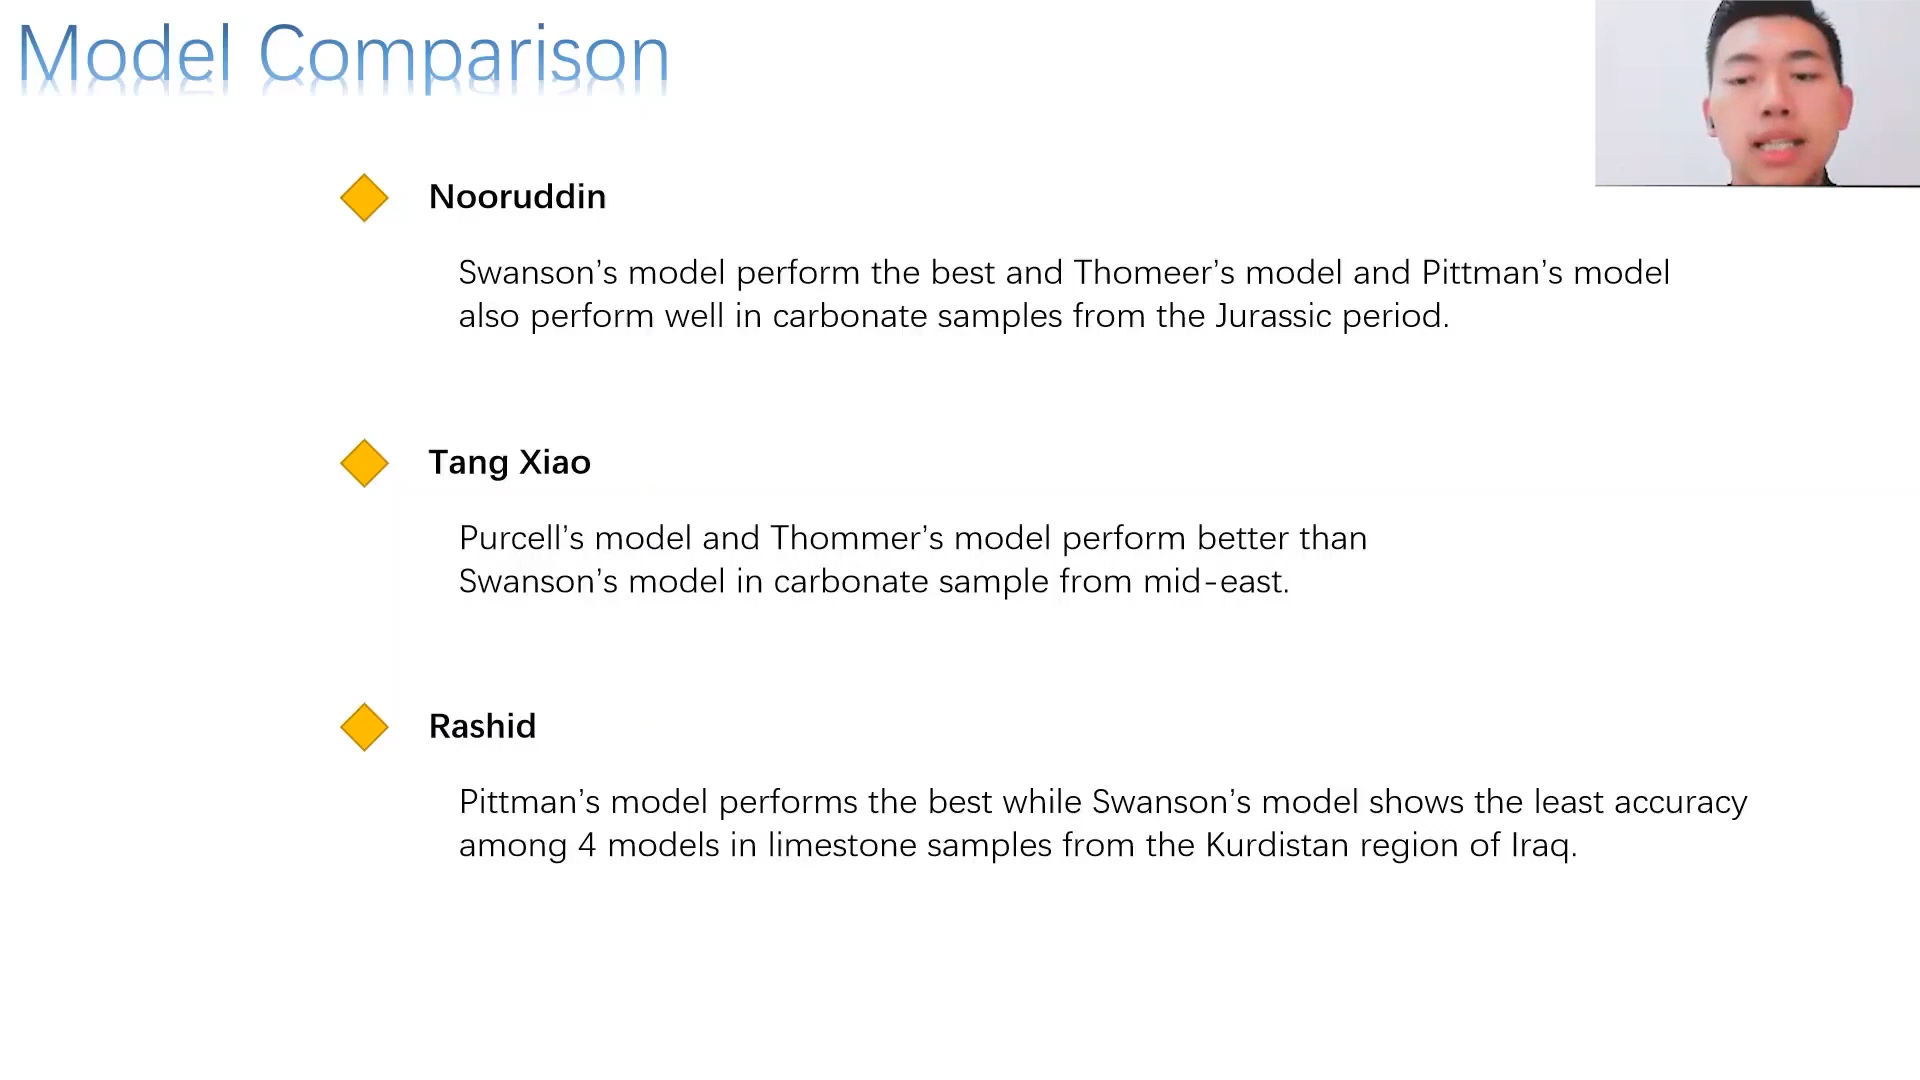 Model Comparison
Nooruddin
Swanson’s model perform the best and Thomeer’s model and Pittman’s model
also perform well in carbonate samples from the Jurassic period.
Tang Xiao
Purcell’s model and Thommer’s model perform better than
Swanson’s model in carbonate sample from mid-east.
Rashid
Pittman’s model performs the best while Swanson’s model shows the least accuracy
among 4 models in limestone samples from the Kurdistan region of Iraq.